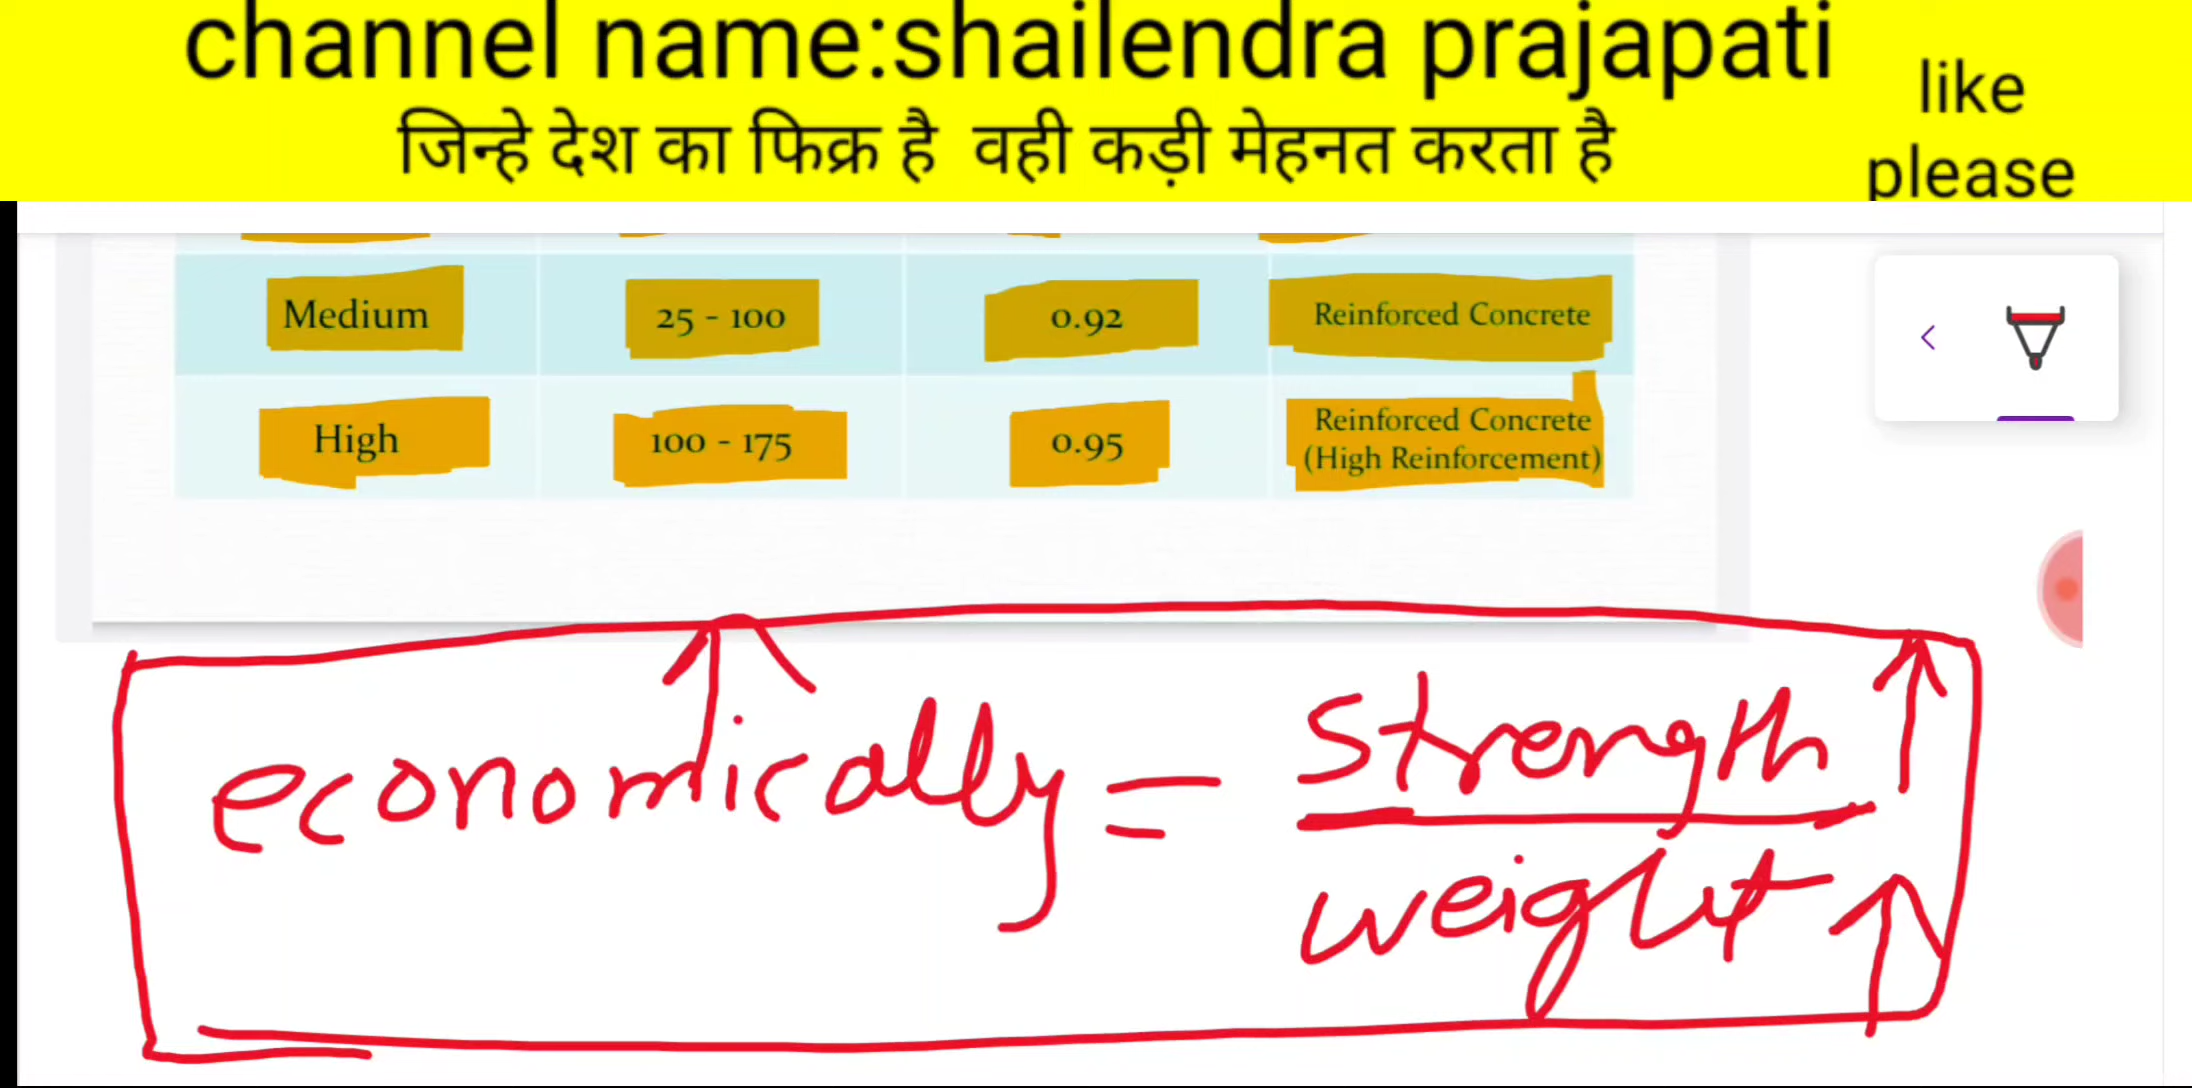 channel name:shailendra prajapati
जिन्हे देश का फिक्र है वही कड़ी मेहनत करता है
like
please
Medium 25 - 100 0.92 Reinforced Concrete
High 100 - 175 0.95 Reinforced Concrete
(High Reinforcement)
economically = strength
weight